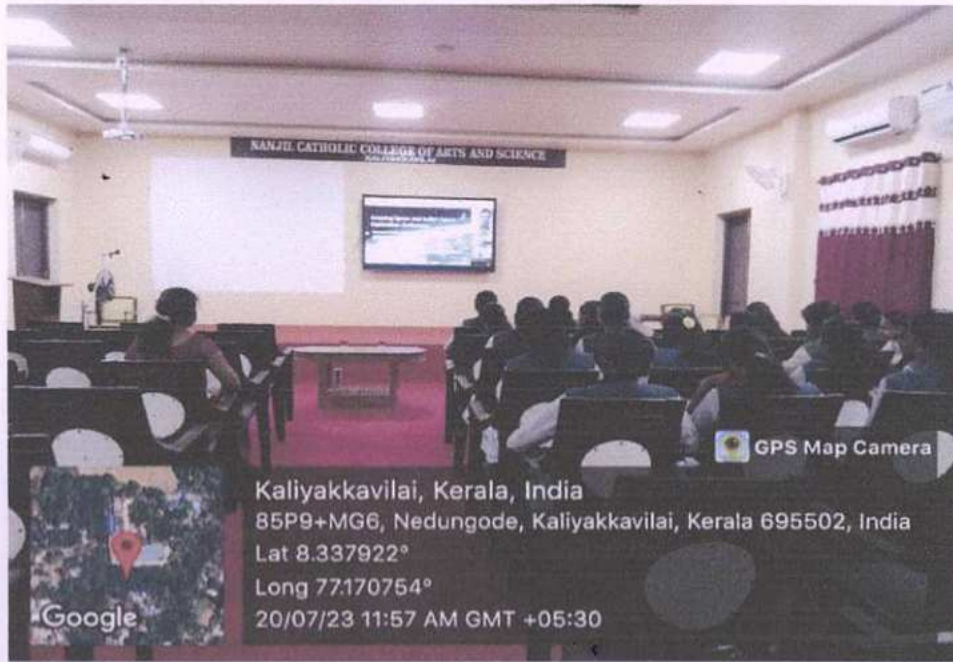 NANJIL CATHOLIC COLLEGE OF ARTS AND SCIENCE
KALIYAKKAVILAI
GPS Map Camera
Kaliyakkavilai, Kerala, India
85P9+MG6, Nedungode, Kaliyakkavilai, Kerala 695502, India
Lat 8.337922°
Long 77.170754°
20/07/23 11:57 AM GMT +05:30
Google